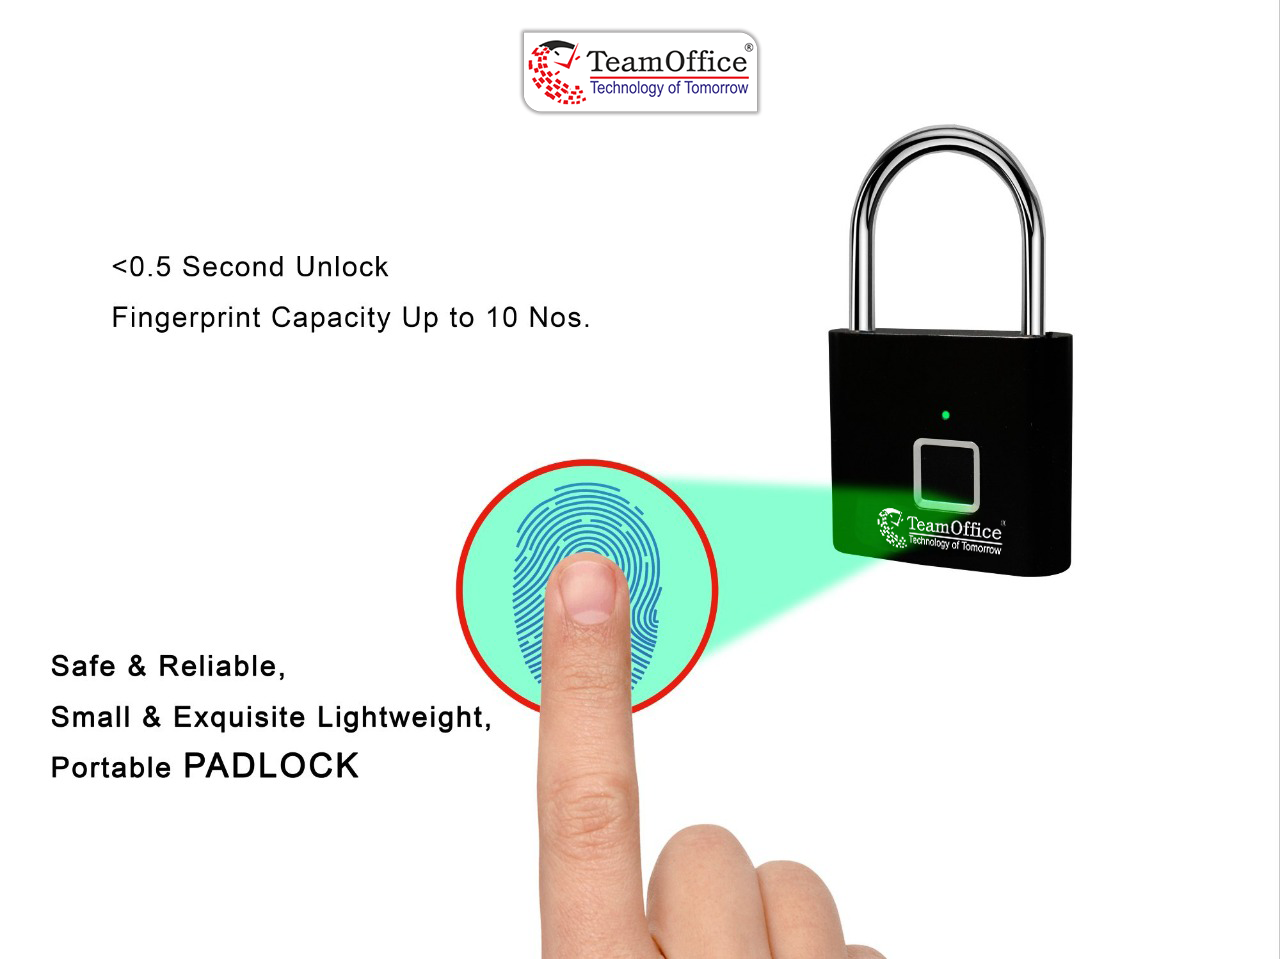 TeamOffice®
Technology of Tomorrow
<0.5 Second Unlock
Fingerprint Capacity Up to 10 Nos.
TeamOffice
Technology of Tomorrow
Safe & Reliable,
Small & Exquisite Lightweight,
Portable PADLOCK